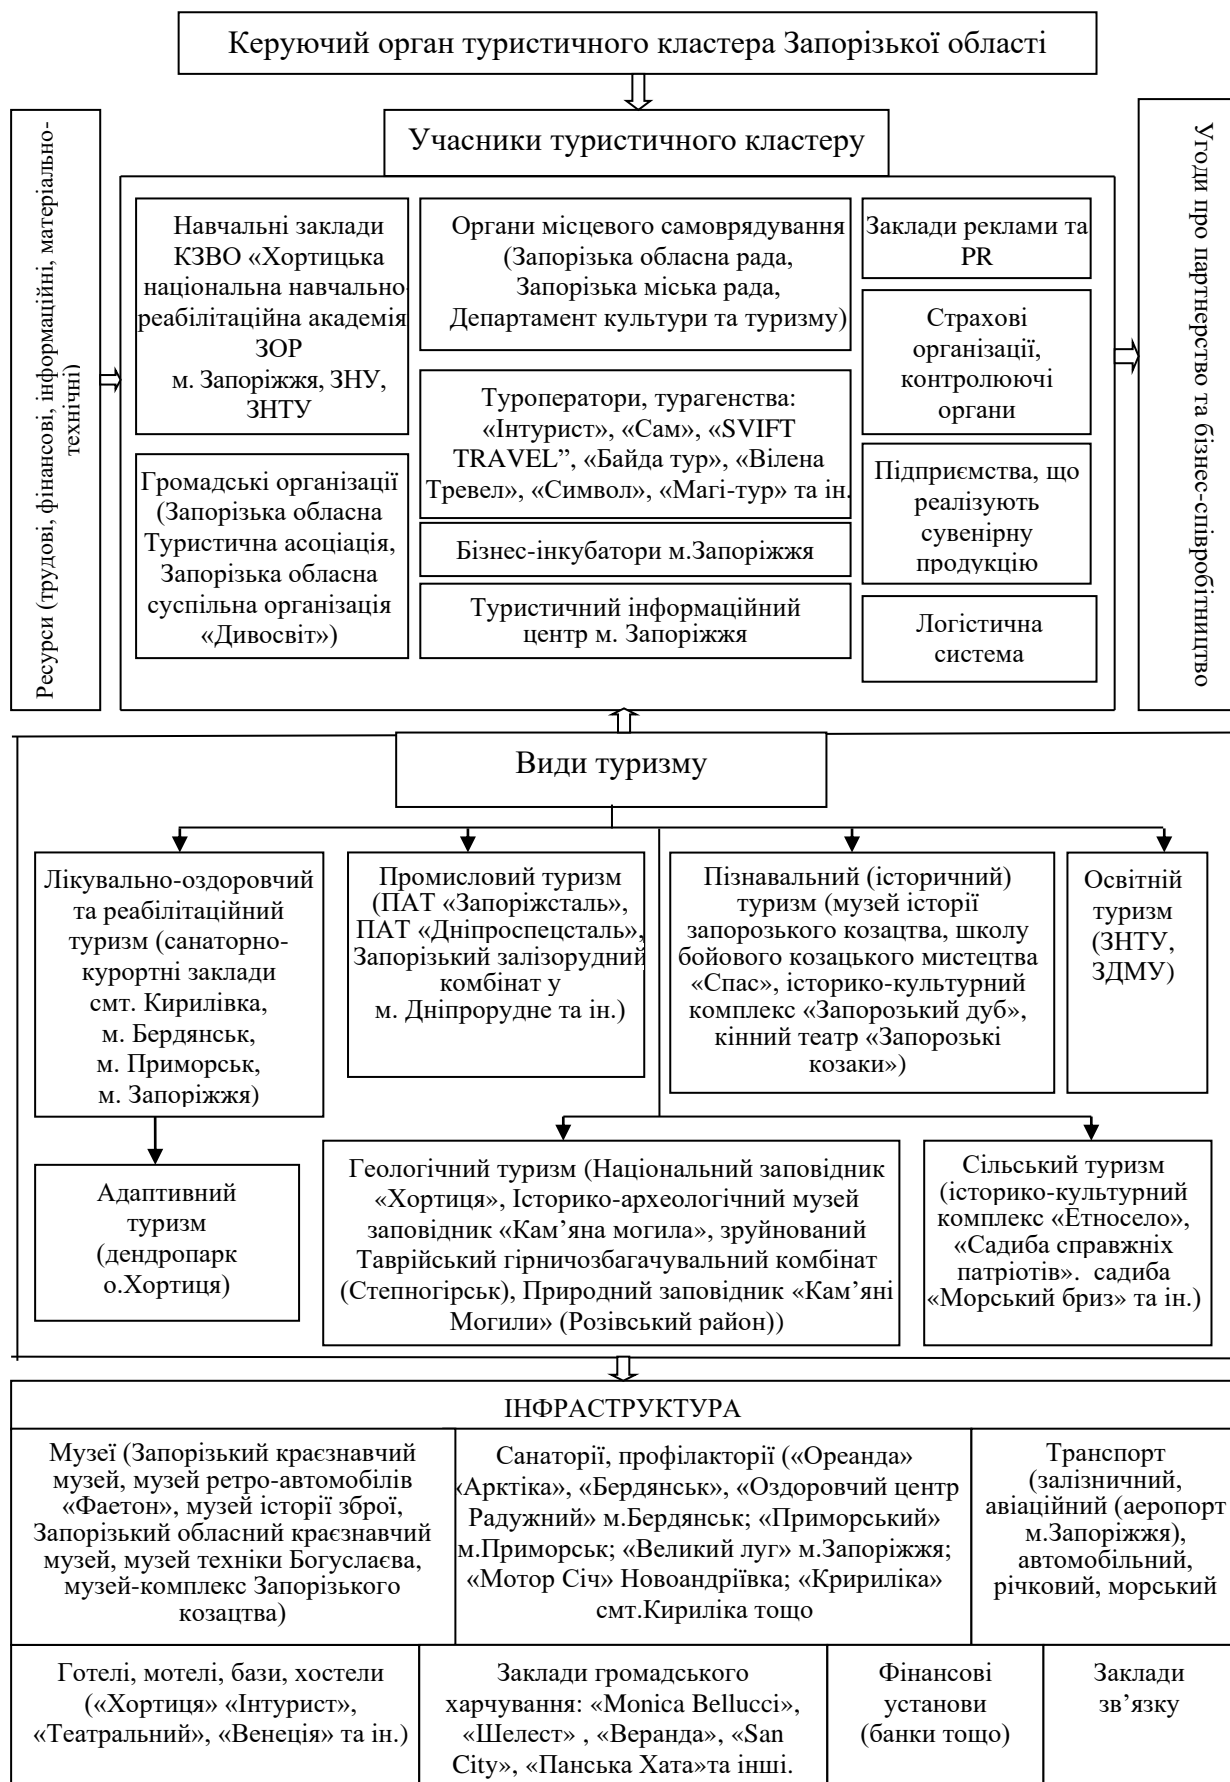 Керуючий орган туристичного кластера Запорізької області
Учасники туристичного кластеру
Ресурси (трудові, фінансові, інформаційні, матеріально-
технічні)
Навчальні заклади
КЗВО «Хортицька
національна навчально-
реабілітаційна академія
ЗОР
м. Запоріжжя, ЗНУ,
ЗНТУ
Громадські організації
(Запорізька обласна
Туристична асоціація,
Запорізька обласна
суспільна організація
«Дивосвіт»)
Органи місцевого самоврядування
(Запорізька обласна рада,
Запорізька міська рада,
Департамент культури та туризму)
Туроператори, турагенства:
«Інтурист», «Сам», «SVIFT
TRAVEL”, «Байда тур», «Вілена
Тревел», «Символ», «Магі-тур» та ін.
Бізнес-інкубатори м.Запоріжжя
Туристичний інформаційний
центр м. Запоріжжя
Заклади реклами та
PR
Страхові
організації,
контролюючі
органи
Підприємства, що
реалізують
сувенірну
продукцію
Логістична
система
Угоди про партнерство та бізнес-співробітництво
Види туризму
Лікувально-оздоровчий
та реабілітаційний
туризм (санаторно-
курортні заклади
смт. Кирилівка,
м. Бердянськ,
м. Приморськ,
м. Запоріжжя)
Промисловий туризм
(ПАТ «Запоріжсталь»,
ПАТ «Дніпроспецсталь»,
Запорізький залізорудний
комбінат у
м. Дніпрорудне та ін.)
Пізнавальний (історичний)
туризм (музей історії
запорозького козацтва, школу
бойового козацького мистецтва
«Спас», історико-культурний
комплекс «Запорозький дуб»,
кінний театр «Запорозькі
козаки»)
Освітній
туризм
(ЗНТУ,
ЗДМУ)
Адаптивний
туризм
(дендропарк
о.Хортиця)
Геологічний туризм (Національний заповідник
«Хортиця», Історико-археологічний музей
заповідник «Кам’яна могила», зруйнований
Таврійський гірничозбагачувальний комбінат
(Степногірськ), Природний заповідник «Кам’яні
Могили» (Розівський район))
Сільський туризм
(історико-культурний
комплекс «Етносело»,
«Садиба справжніх
патріотів». садиба
«Морський бриз» та ін.)
ІНФРАСТРУКТУРА
Музеї (Запорізький краєзнавчий
музей, музей ретро-автомобілів
«Фаетон», музей історії зброї,
Запорізький обласний краєзнавчий
музей, музей техніки Богуслаєва,
музей-комплекс Запорізького
козацтва)
Санаторії, профілакторії («Ореанда»
«Арктіка», «Бердянськ», «Оздоровчий центр
Радужний» м.Бердянськ; «Приморський»
м.Приморськ; «Великий луг» м.Запоріжжя;
«Мотор Січ» Новоандріївка; «Кририліка»
смт.Кириліка тощо
Транспорт
(залізничний,
авіаційний (аеропорт
м.Запоріжжя),
автомобільний,
річковий, морський
Готелі, мотелі, бази, хостели
(«Хортиця» «Інтурист»,
«Театральний», «Венеція» та ін.)
Заклади громадського
харчування: «Monica Bellucci»,
«Шелест» , «Веранда», «San
City», «Панська Хата»та інші.
Фінансові
установи
(банки тощо)
Заклади
зв’язку